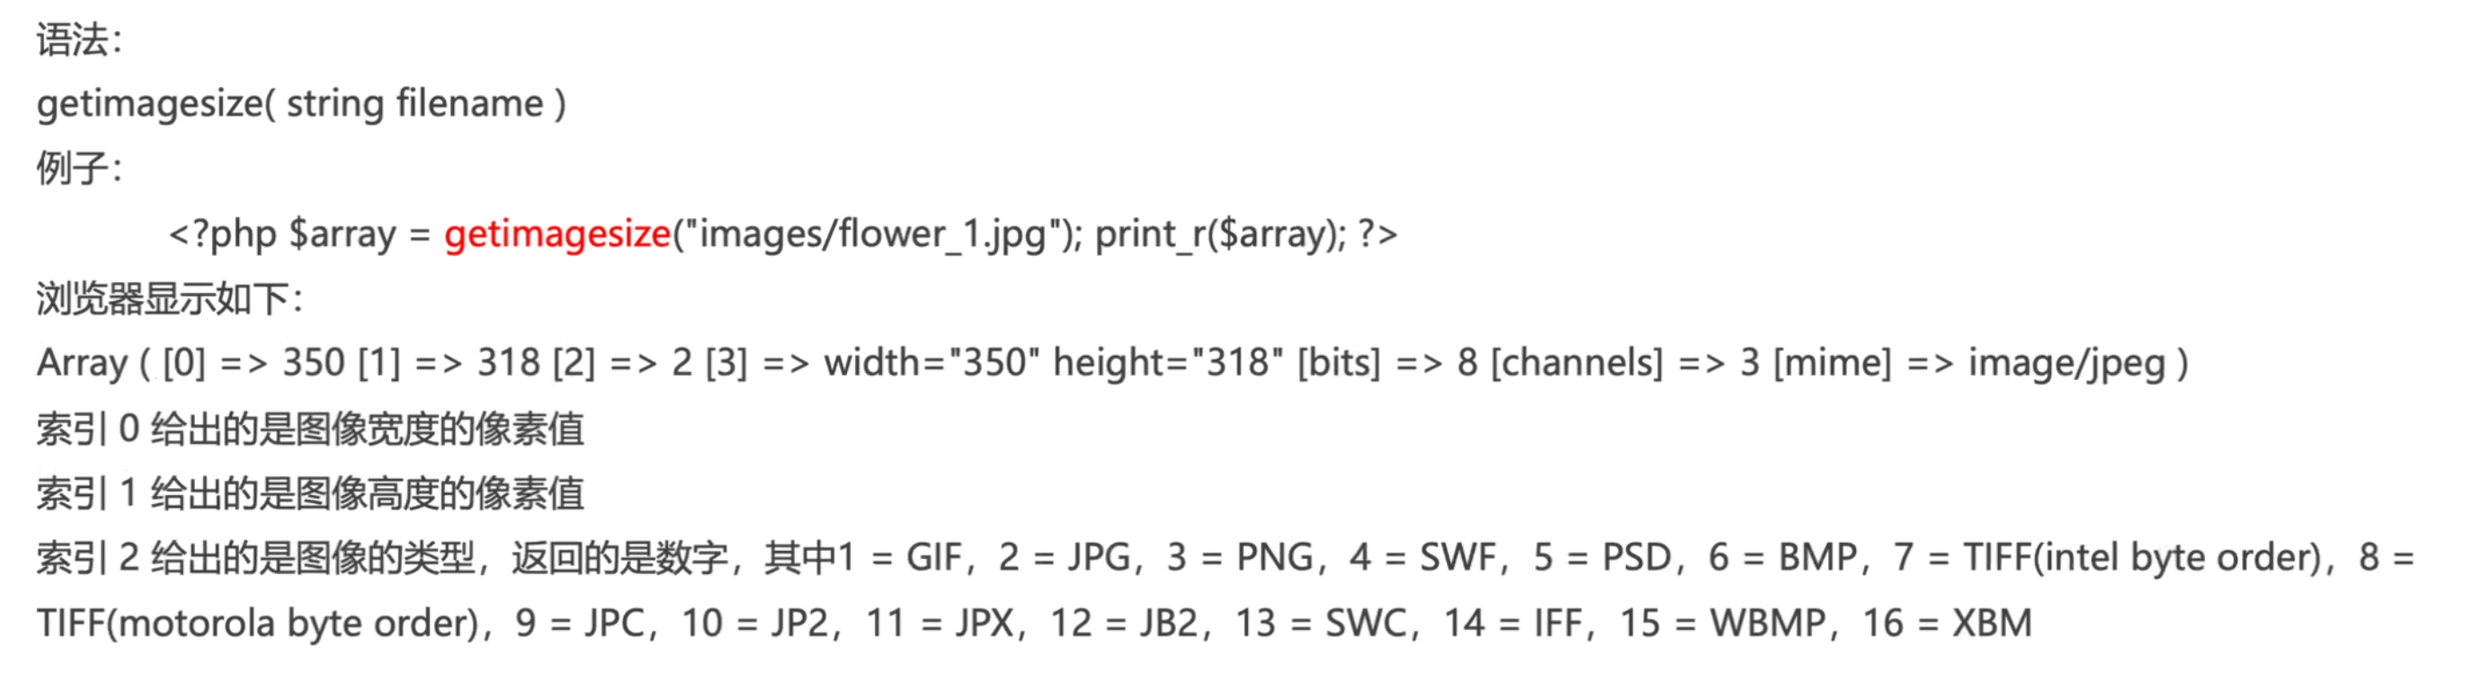 语法：
getimagesize( string filename )
例子：
<?php $array = getimagesize("images/flower_1.jpg"); print_r($array); ?>
浏览器显示如下：
Array ( [0] => 350 [1] => 318 [2] => 2 [3] => width="350" height="318" [bits] => 8 [channels] => 3 [mime] => image/jpeg )
索引 0 给出的是图像宽度的像素值
索引 1 给出的是图像高度的像素值
索引 2 给出的是图像的类型，返回的是数字，其中1 = GIF，2 = JPG，3 = PNG，4 = SWF，5 = PSD，6 = BMP，7 = TIFF(intel byte order)，8 =
TIFF(motorola byte order)，9 = JPC，10 = JP2，11 = JPX，12 = JB2，13 = SWC，14 = IFF，15 = WBMP，16 = XBM